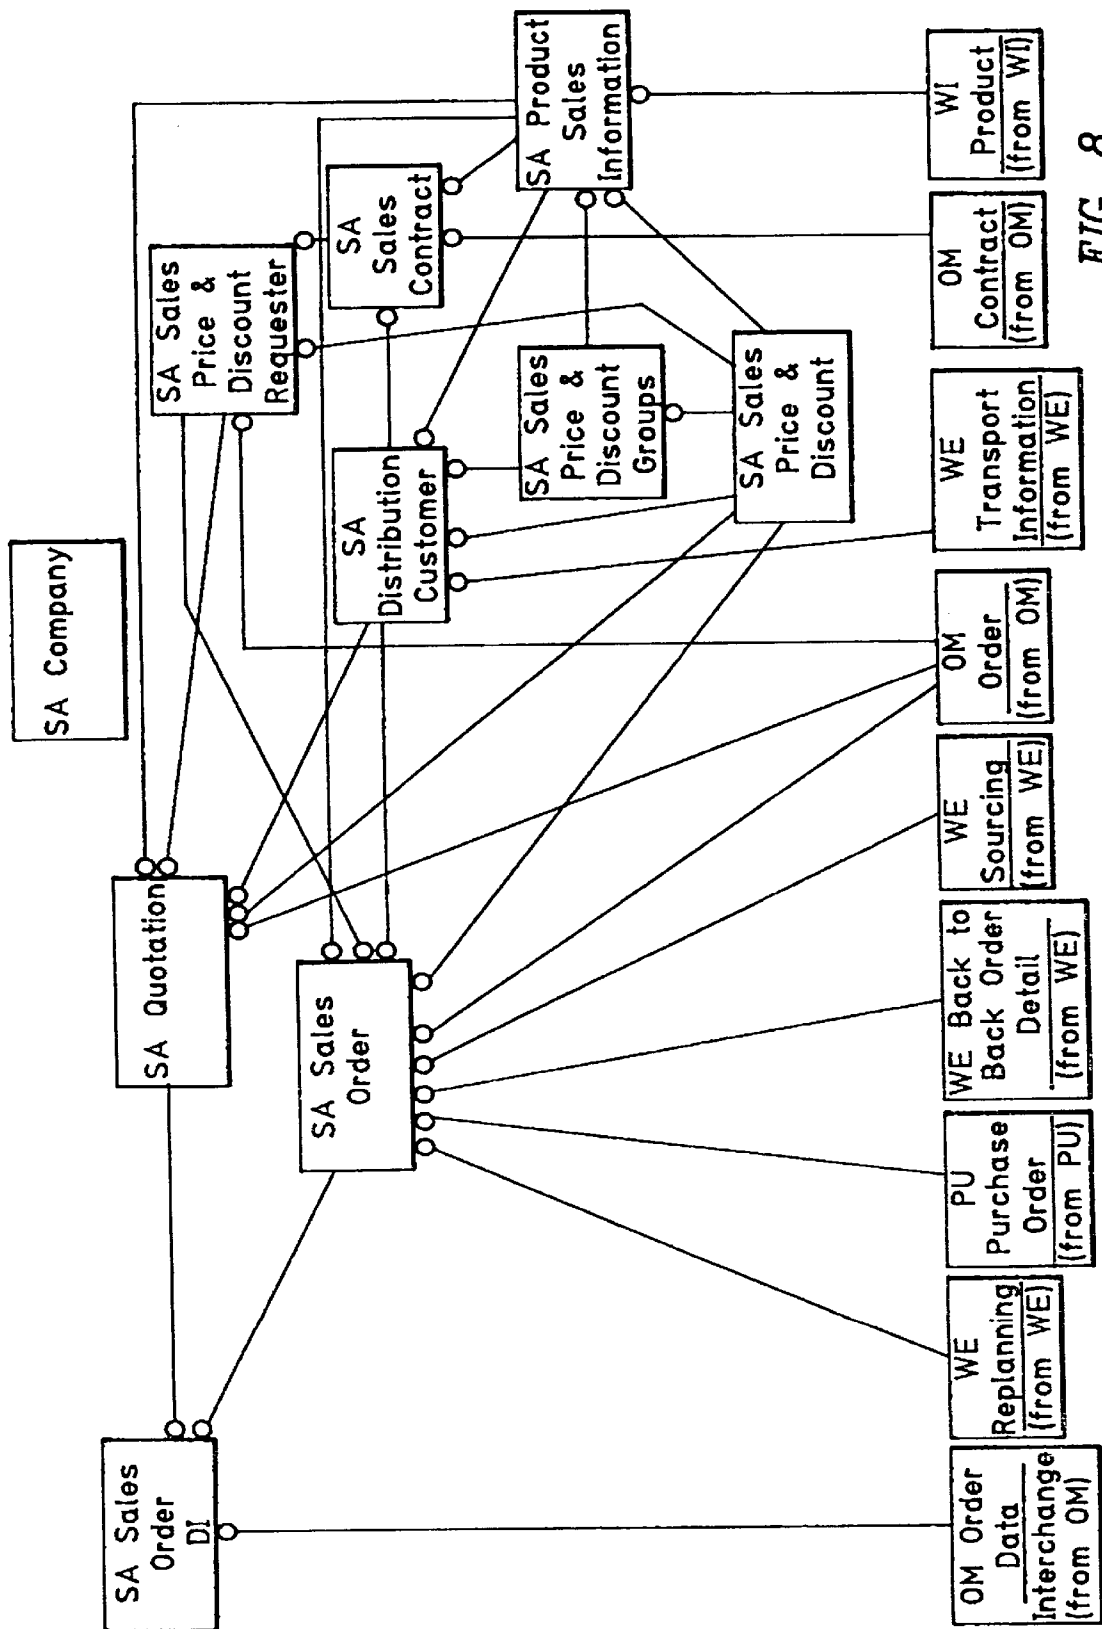 SA Company
SA Sales
Order
DI
SA Quotation
SA Sales
Price &
Discount
Requester
SA Sales
Order
SA
Distribution
Customer
SA
Sales
Contract
SA Sales
Price &
Discount
Groups
SA Product
Sales
Information
SA Sales
Price &
Discount
OM Order
Data
Interchange
(from OM)
WE
Replanning
(from WE)
PU
Purchase
Order
(from PU)
WE Back to
Back Order
Detail
(from WE)
WE
Sourcing
(from WE)
OM
Order
(from OM)
WE
Transport
Information
(from WE)
OM
Contract
(from OM)
WI
Product
(from WI)
FIG. 8